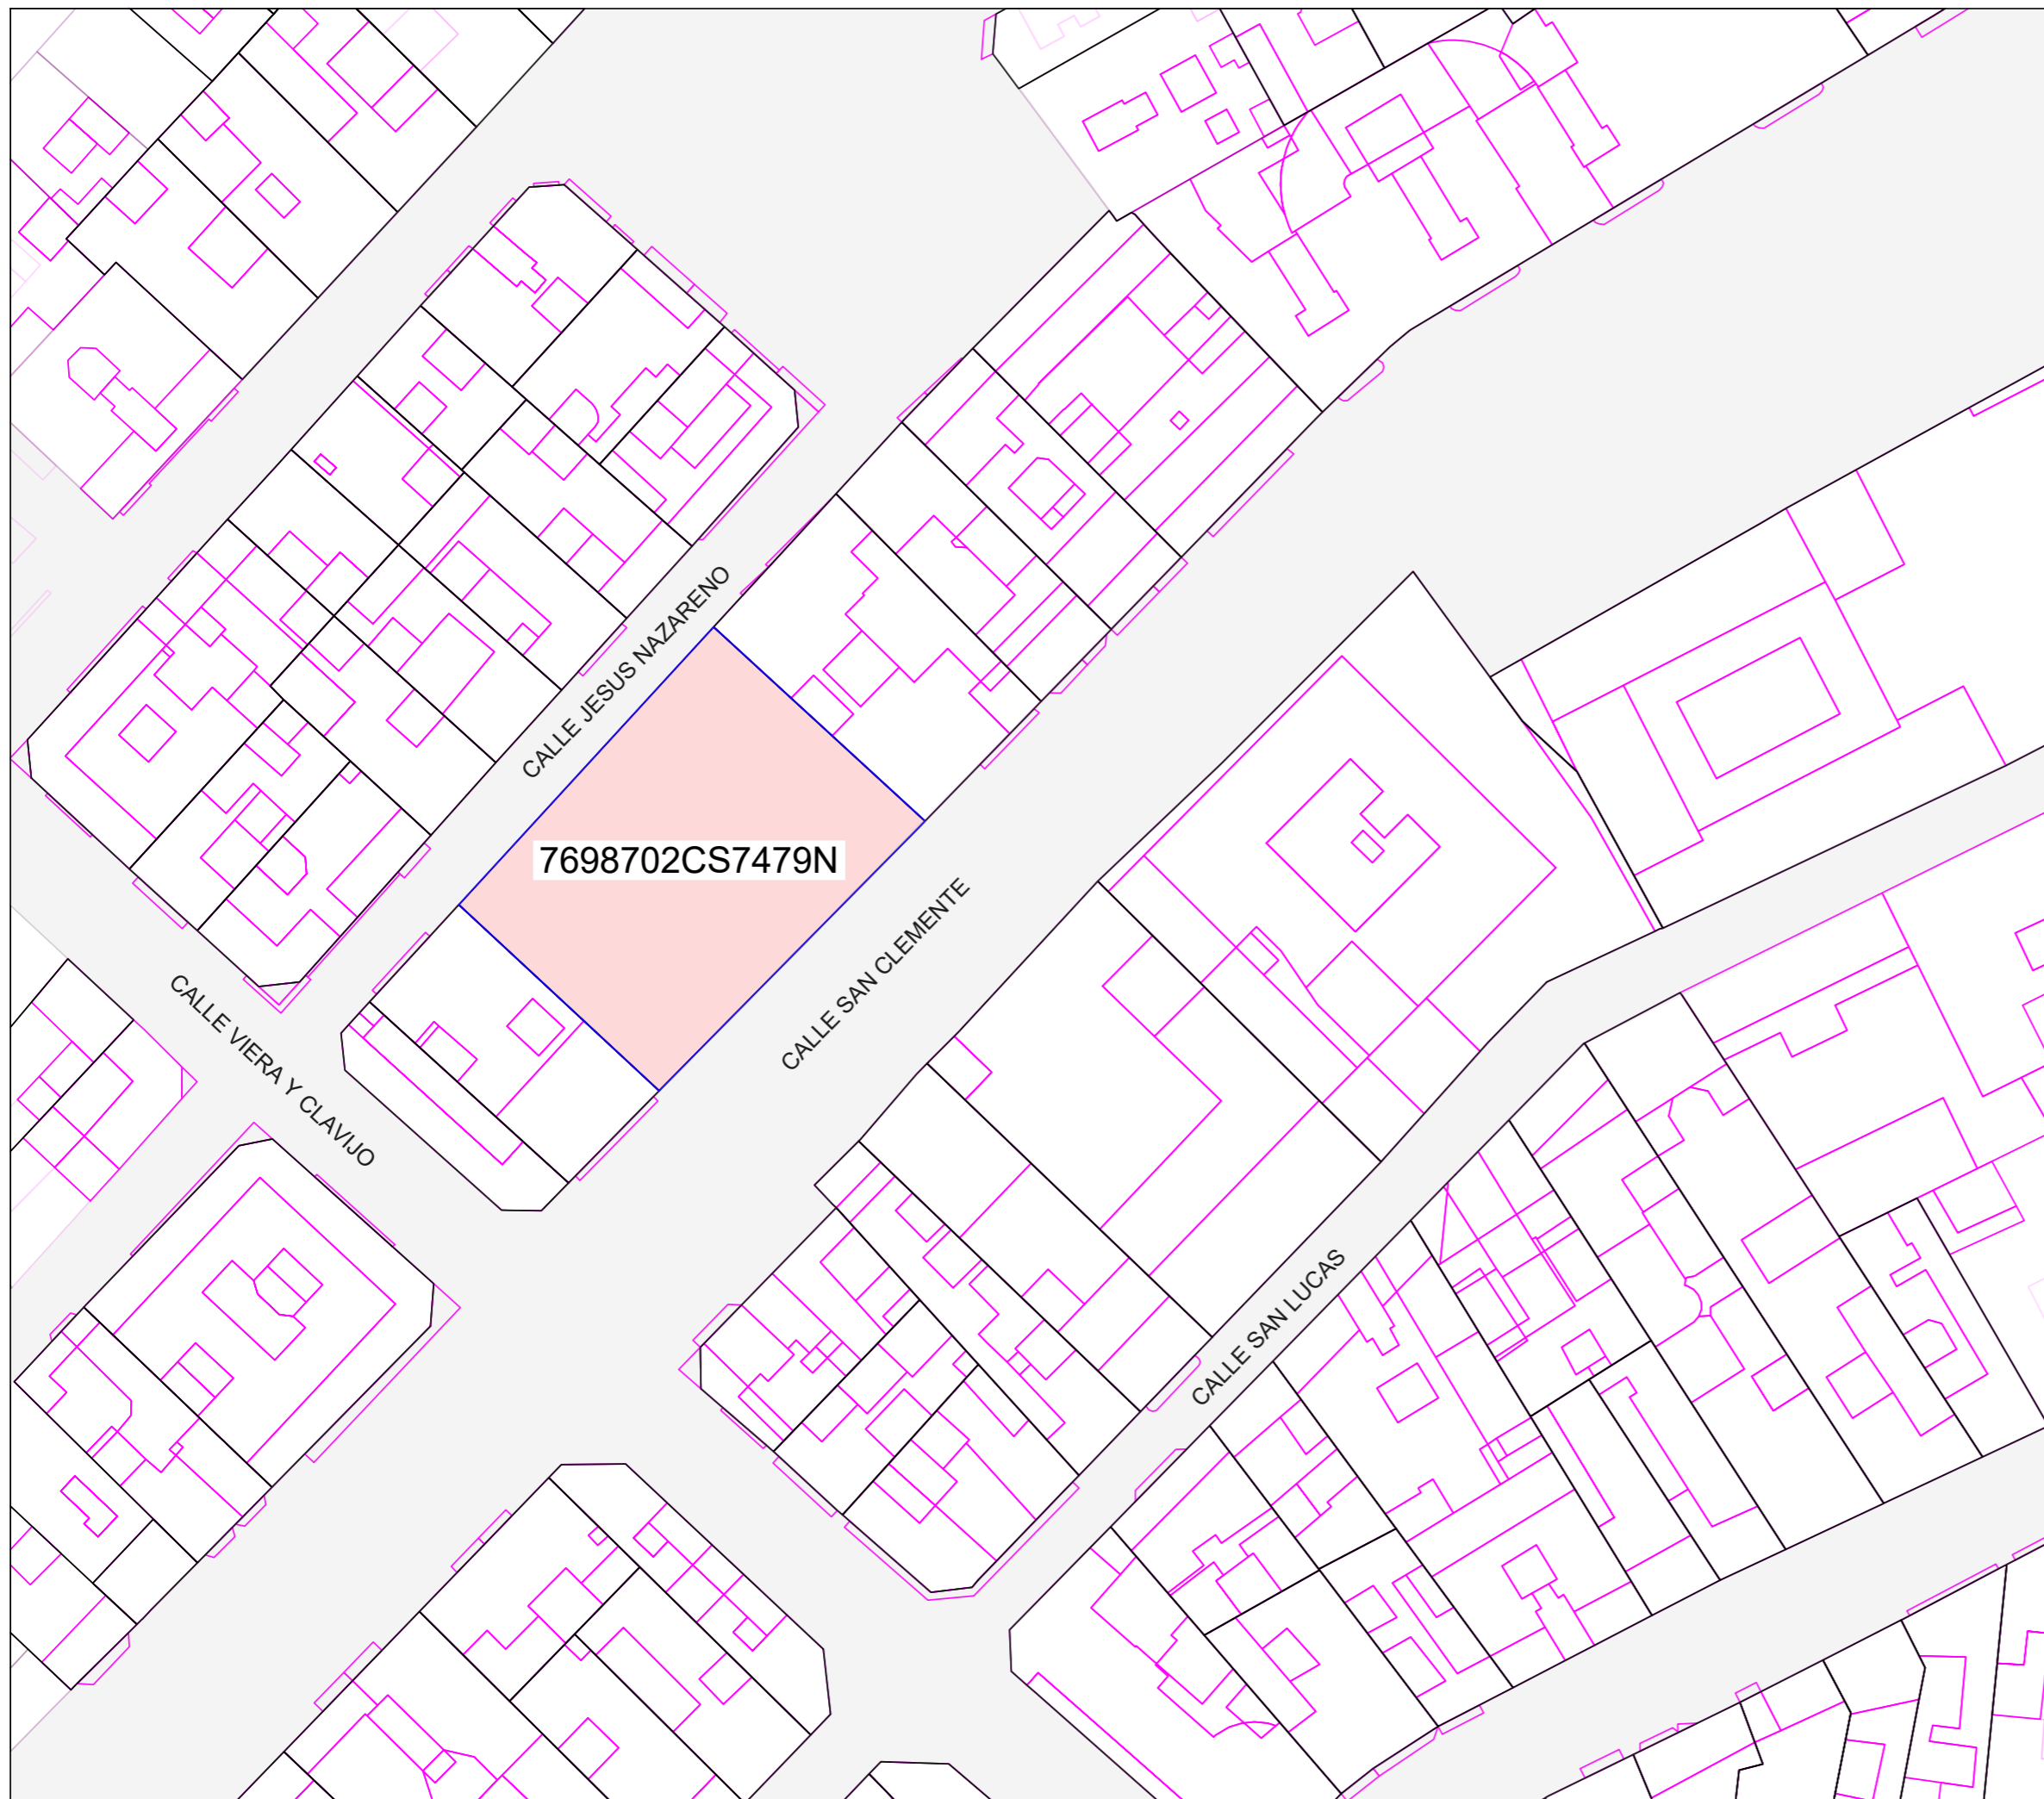 CALLE JESUS NAZARENO
7698702CS7479N
CALLE SAN CLEMENTE
CALLE VIERA Y CLAVIJO
CALLE SAN LUCAS